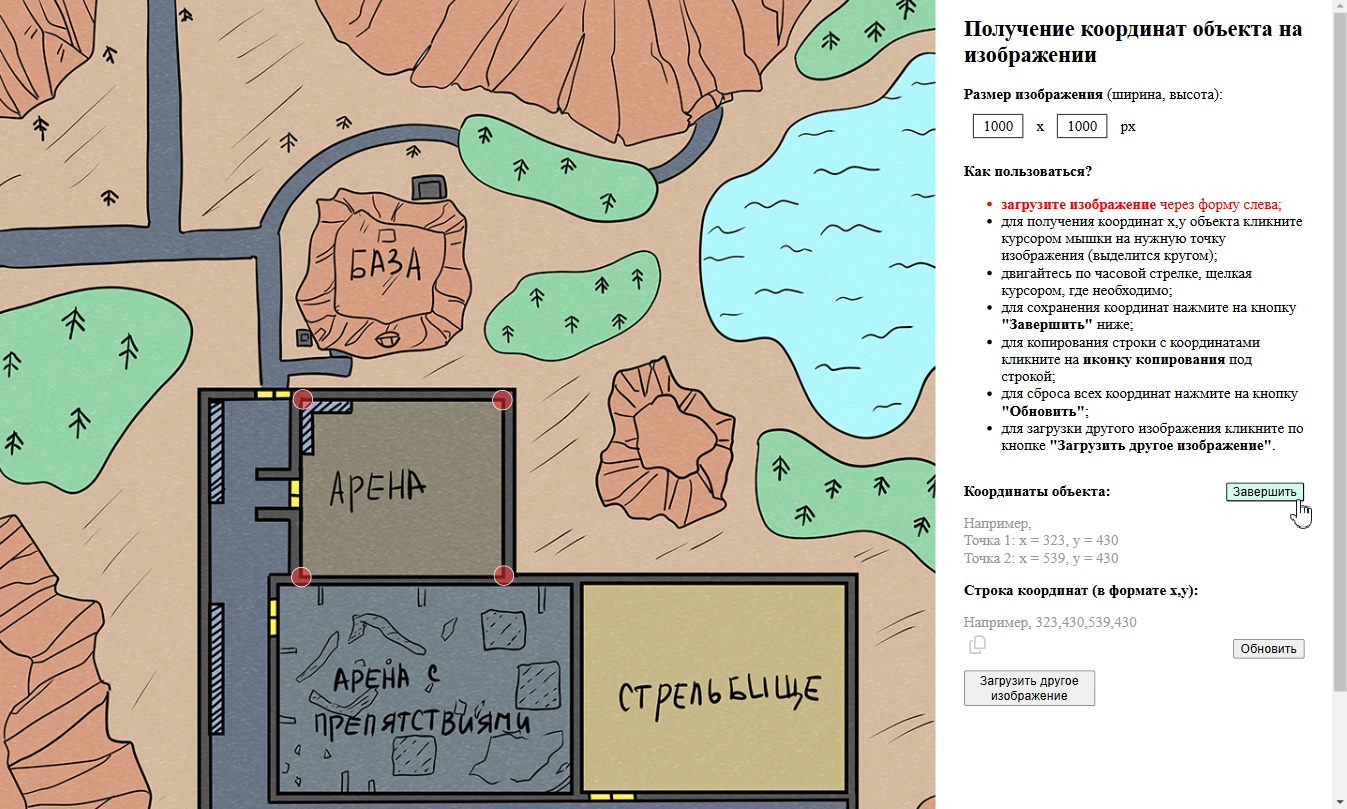 БАЗА
АРЕНА
АРЕНА С
ПРЕПЯТСТВИЯМИ
СТРЕЛЬБИЩЕ
Получение координат объекта на
изображении
Размер изображения (ширина, высота):
1000 x 1000 px
Как пользоваться?
загрузите изображение через форму слева;
для получения координат x,y объекта кликните
курсором мышки на нужную точку
изображения (выделится кругом);
двигайтесь по часовой стрелке, щелкая
курсором, где необходимо;
для сохранения координат нажмите на кнопку
"Завершить" ниже;
для копирования строки с координатами
кликните на иконку копирования под
строкой;
для сброса всех координат нажмите на кнопку
"Обновить";
для загрузки другого изображения кликните по
кнопке "Загрузить другое изображение".
Координаты объекта:
Завершить
Например,
Точка 1: x = 323, y = 430
Точка 2: x = 539, y = 430
Строка координат (в формате x,y):
Например, 323,430,539,430
Обновить
Загрузить другое
изображение